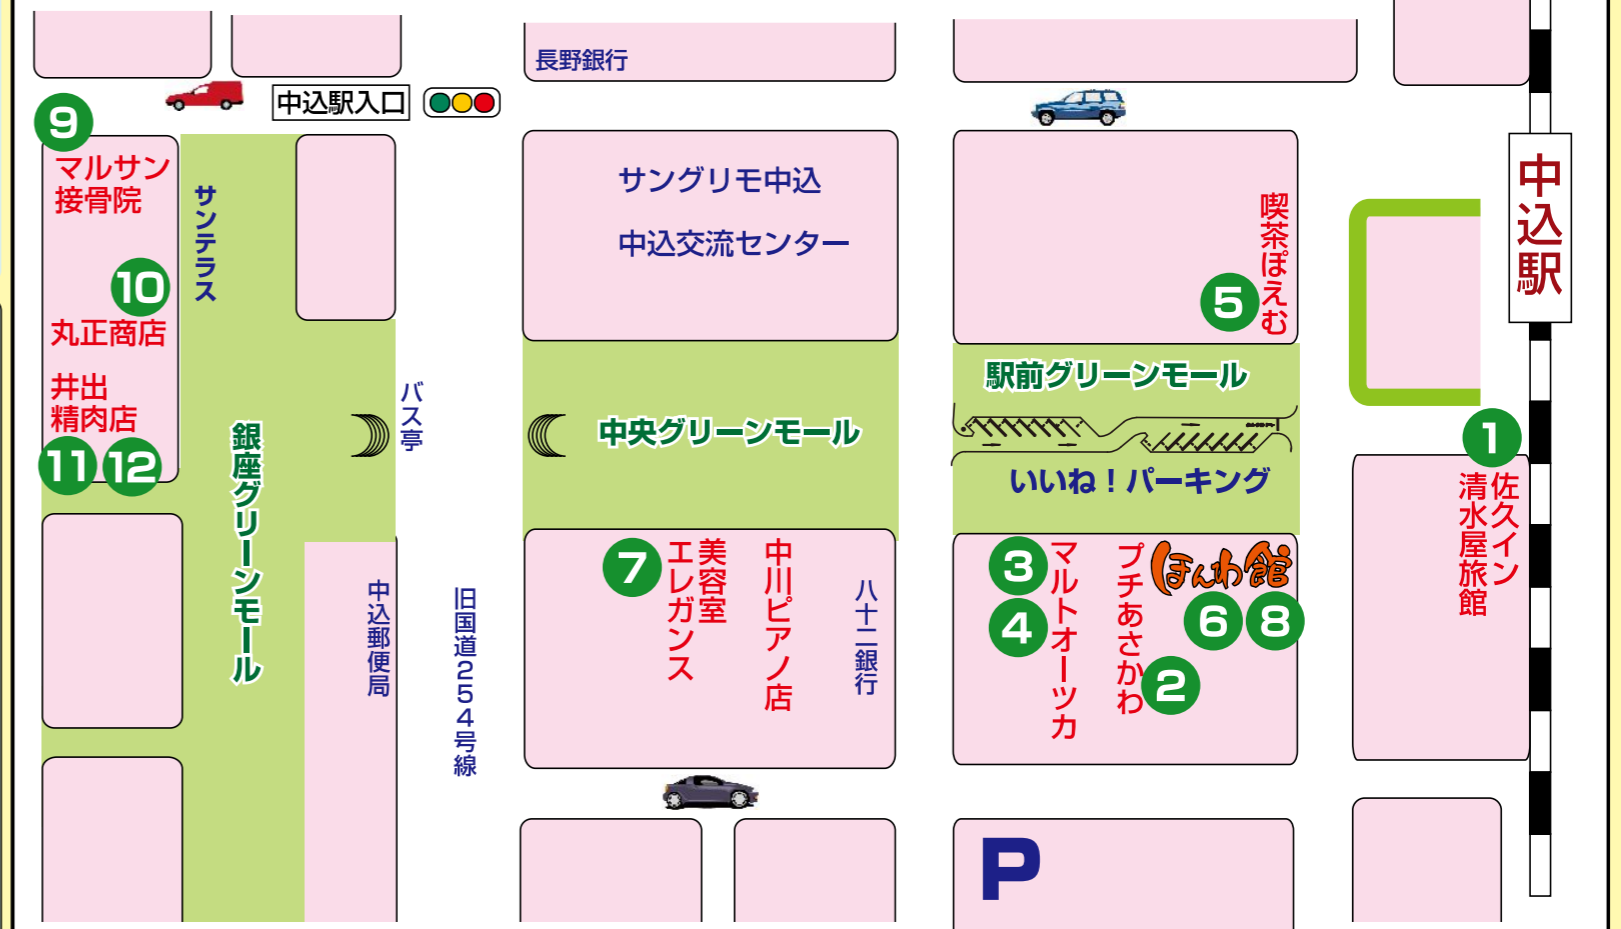 長野銀行
中込駅入口
9
マルサン
接骨院
サンテラス
10
丸正商店
井出
精肉店
11
12
銀座グリーンモール
バス亭
中込郵便局
旧国道254号線
サングリモ中込
中込交流センター
中央グリーンモール
7
美容室
エレガンス
中川ピアノ店
八十二銀行
喫茶ぽえむ
5
駅前グリーンモール
いいね！パーキング
3
4
マルトオーツカ
プチあさかわ
2
ほんわ館
6
8
P
中込駅
1
佐久イン
清水屋旅館